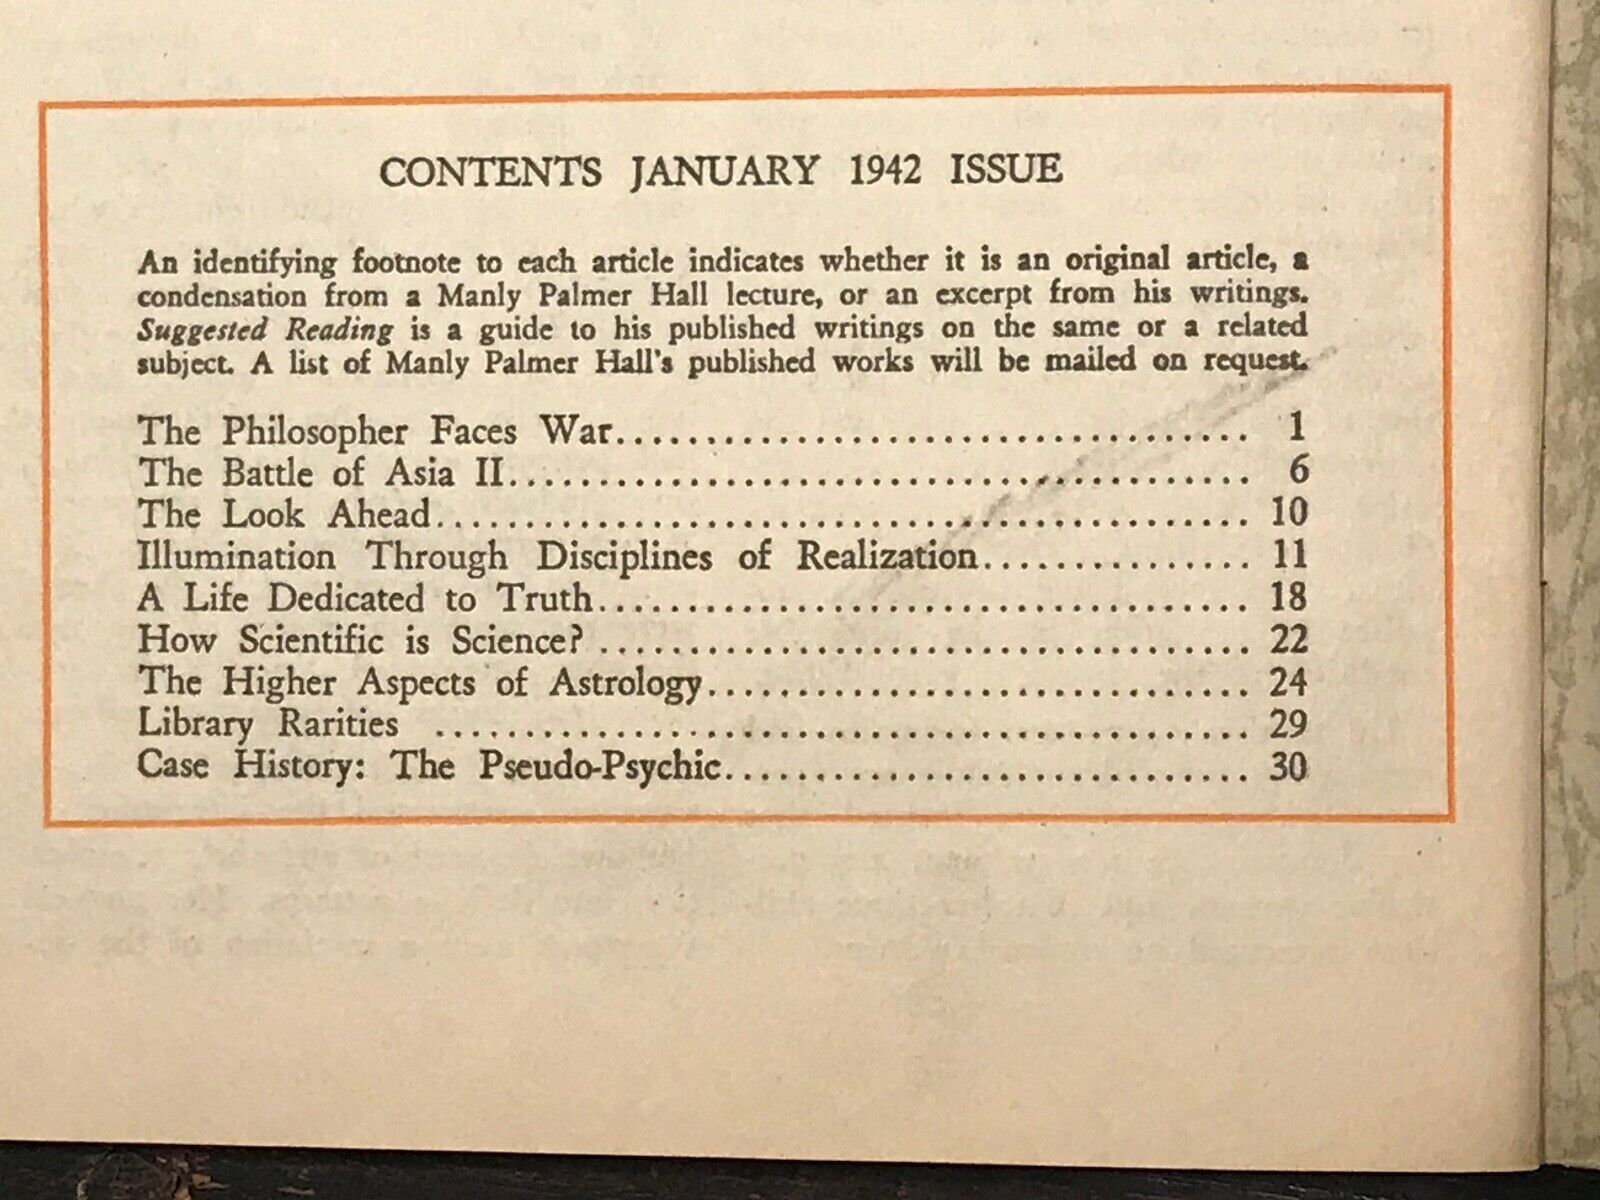 CONTENTS JANUARY 1942 ISSUE
An identifying footnote to each article indicates whether it is an original article, a
condensation from a Manly Palmer Hall lecture, or an excerpt from his writings.
Suggested Reading is a guide to his published writings on the same or a related
subject. A list of Manly Palmer Hall's published works will be mailed on request.
The Philosopher Faces War.................................. 1
The Battle of Asia II........................................ 6
The Look Ahead............................................ 10
Illumination Through Disciplines of Realization............... 11
A Life Dedicated to Truth................................... 18
How Scientific is Science? ................................... 22
The Higher Aspects of Astrology.............................. 24
Library Rarities ............................................ 29
Case History: The Pseudo-Psychic............................. 30